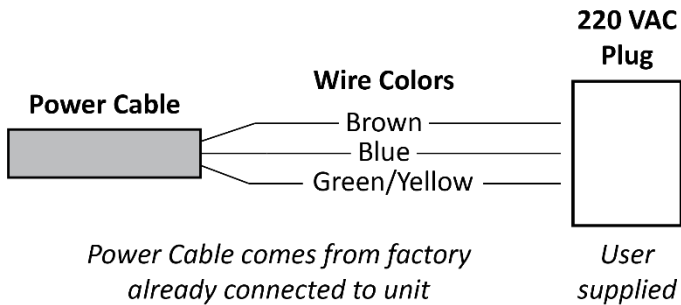 220 VAC
Plug
Wire Colors
Power Cable
Brown
Blue
Green/Yellow
Power Cable comes from factory
already connected to unit
User
supplied